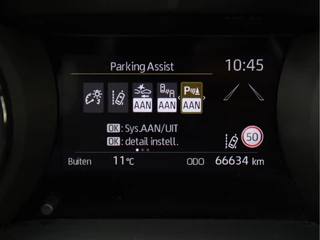 Parking Assist 10:45
AAN AAN P AAN
OK : Sys.AAN/UIT
OK : detail instell.
50
Buiten 11°C ODO 66634 km